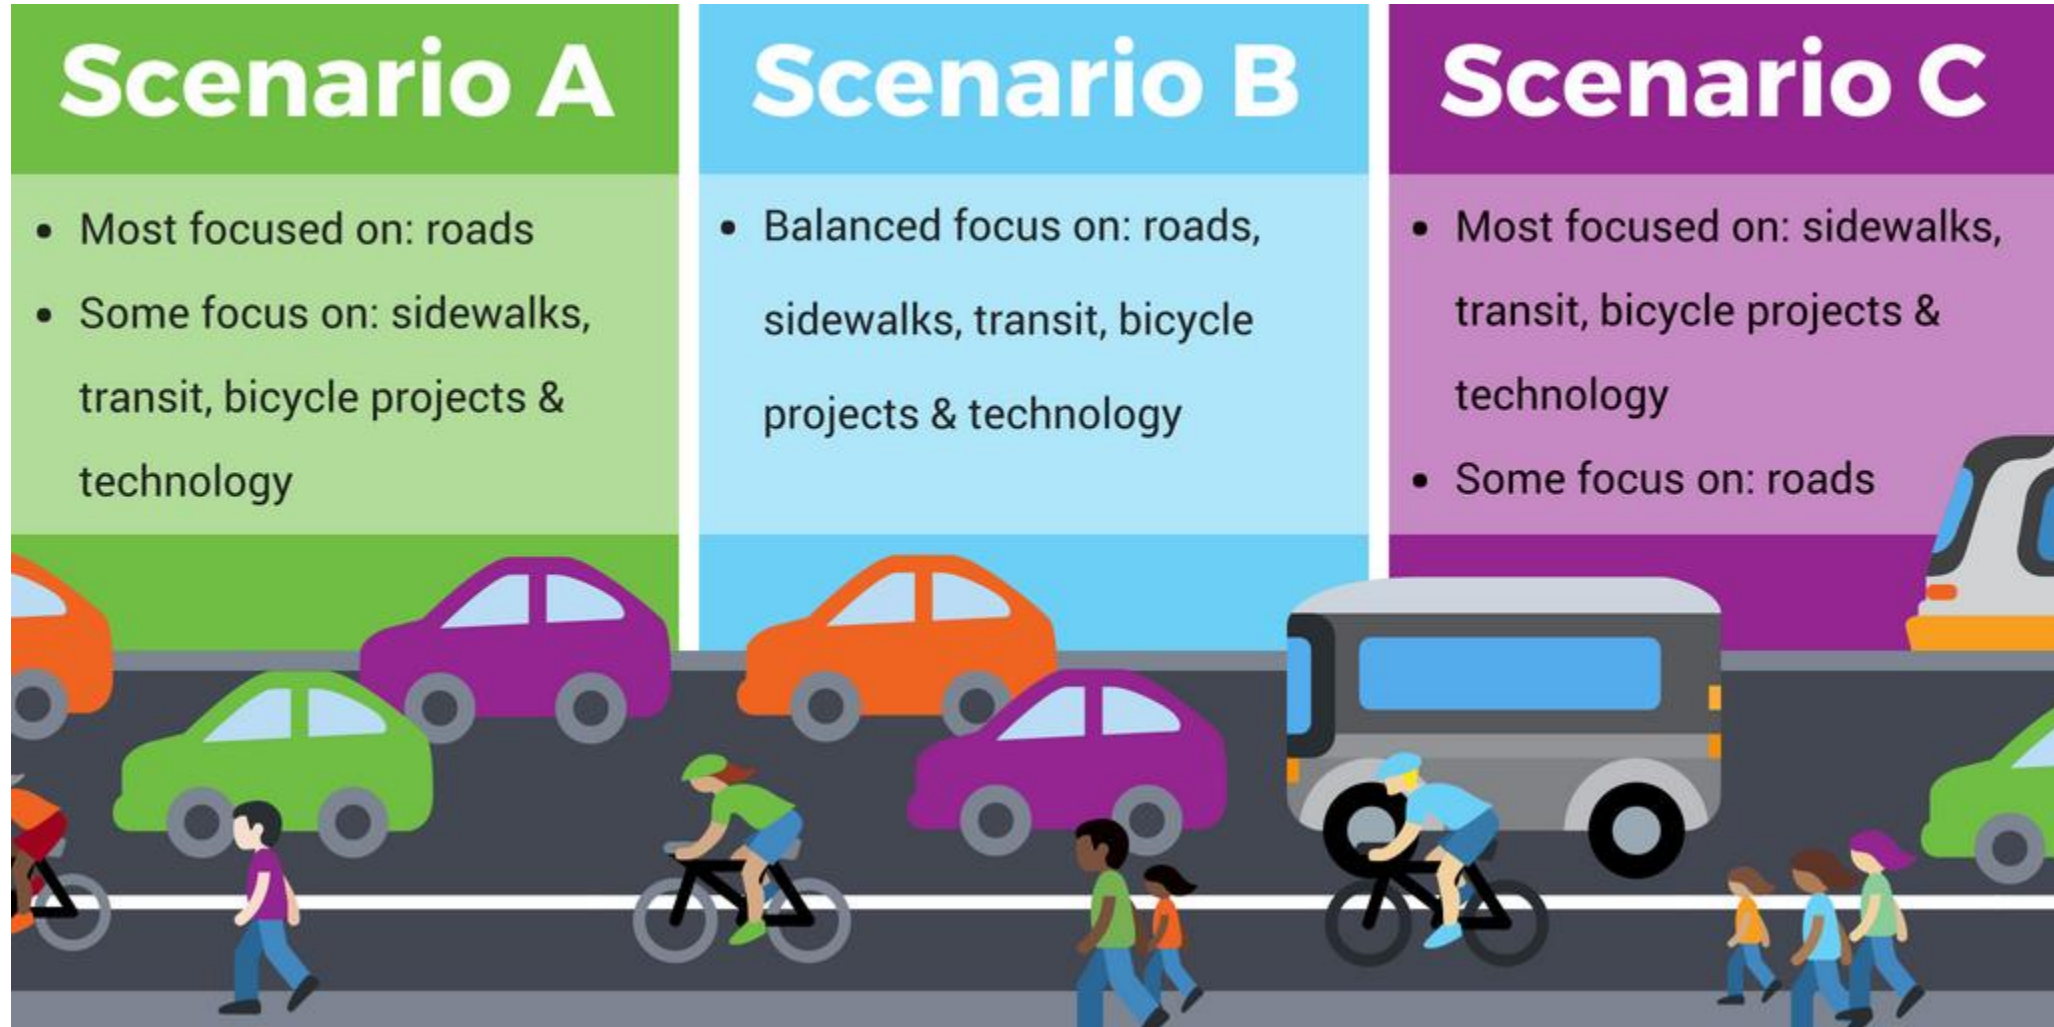 Scenario A
• Most focused on: roads
• Some focus on: sidewalks,
transit, bicycle projects &
technology
Scenario B
• Balanced focus on: roads,
sidewalks, transit, bicycle
projects & technology
Scenario C
• Most focused on: sidewalks,
transit, bicycle projects &
technology
• Some focus on: roads